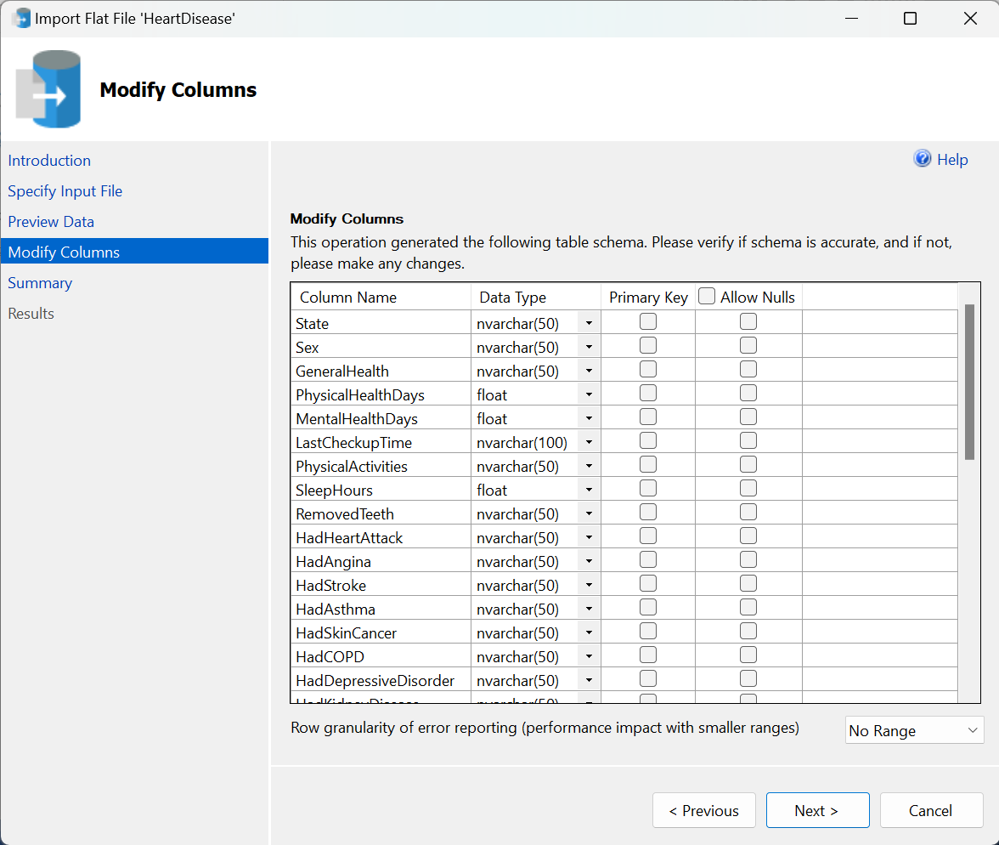 Import Flat File 'HeartDisease'
Modify Columns
Introduction
Specify Input File
Preview Data
Modify Columns
Summary
Results
Help
Modify Columns
This operation generated the following table schema. Please verify if schema is accurate, and if not,
please make any changes.
Column Name Data Type Primary Key Allow Nulls
State nvarchar(50)
Sex nvarchar(50)
GeneralHealth nvarchar(50)
PhysicalHealthDays float
MentalHealthDays float
LastCheckupTime nvarchar(100)
PhysicalActivities nvarchar(50)
SleepHours float
RemovedTeeth nvarchar(50)
HadHeartAttack nvarchar(50)
HadAngina nvarchar(50)
HadStroke nvarchar(50)
HadAsthma nvarchar(50)
HadSkinCancer nvarchar(50)
HadCOPD nvarchar(50)
HadDepressiveDisorder nvarchar(50)
HadKidneyDisease nvarchar(50)
Row granularity of error reporting (performance impact with smaller ranges) No Range
< Previous Next > Cancel